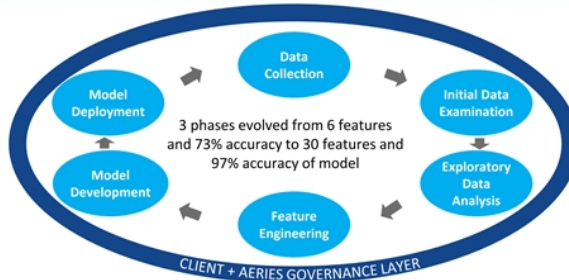 Data
Collection
Initial Data
Examination
Exploratory
Data
Analysis
Feature
Engineering
Model
Development
Model
Deployment
3 phases evolved from 6 features
and 73% accuracy to 30 features and
97% accuracy of model
CLIENT + AERIES GOVERNANCE LAYER